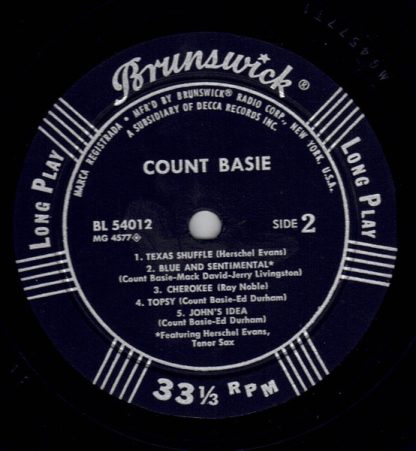 MG4577T1
Brunswick®
MARCA REGISTRADA • MFR'D BY BRUNSWICK® RADIO CORP., NEW YORK, U.S.A.
A SUBSIDIARY OF DECCA RECORDS INC.
LONG PLAY
LONG PLAY
COUNT BASIE
BL 54012
MG 4577
SIDE 2
1. TEXAS SHUFFLE (Herschel Evans)
2. BLUE AND SENTIMENTAL*
(Count Basie-Mack David-Jerry Livingston)
3. CHEROKEE (Ray Noble)
4. TOPSY (Count Basie-Ed Durham)
5. JOHN'S IDEA
(Count Basie-Ed Durham)
*Featuring Herschel Evans,
Tenor Sax
33⅓ RPM